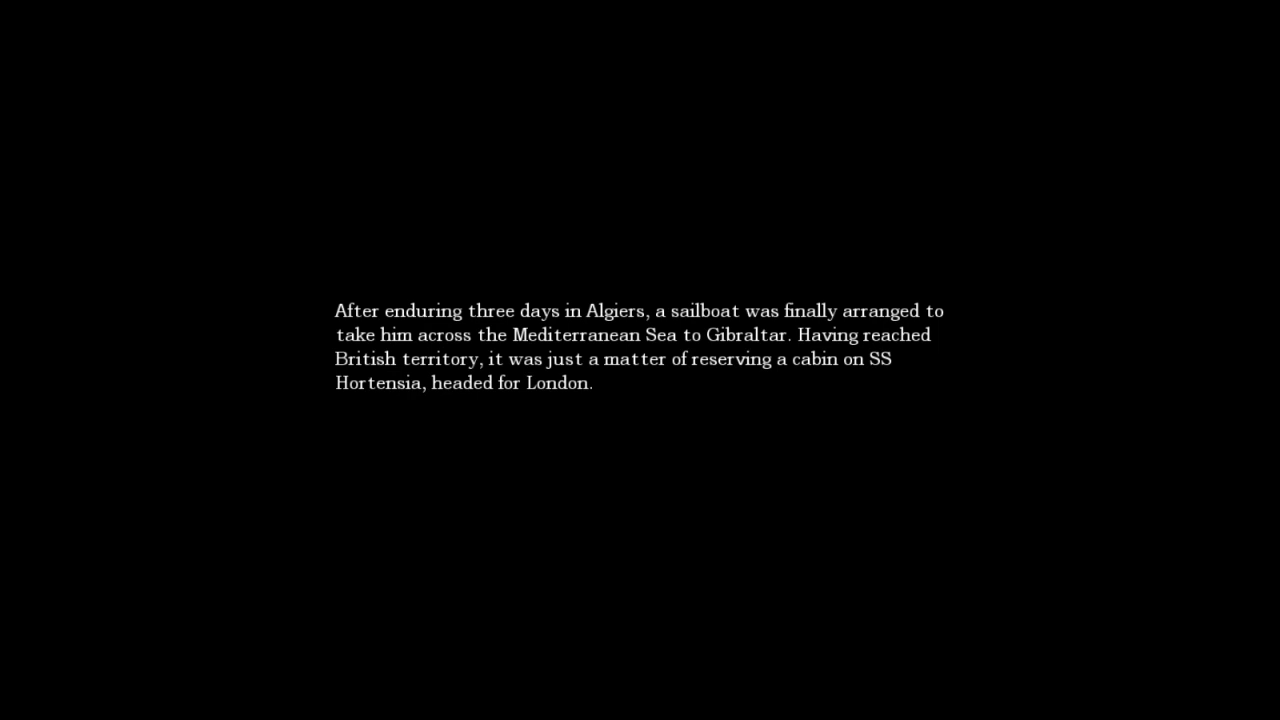 After enduring three days in Algiers, a sailboat was finally arranged to
take him across the Mediterranean Sea to Gibraltar. Having reached
British territory, it was just a matter of reserving a cabin on SS
Hortensia, headed for London.